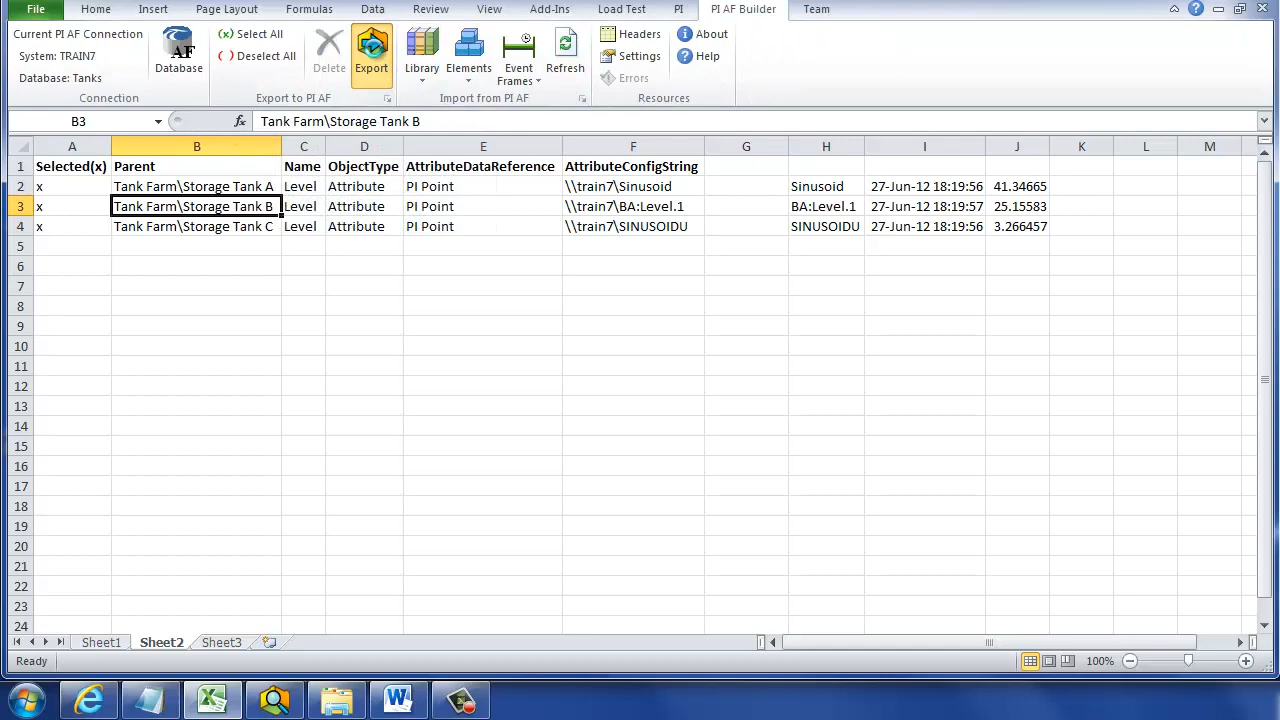 File Home Insert Page Layout Formulas Data Review View Add-Ins Load Test PI PI AF Builder Team
Current PI AF Connection
System: TRAIN7
Database: Tanks
Connection
AF
Database
(x) Select All
( ) Deselect All
Delete
Export
Export to PI AF
Library
Elements
Event
Frames
Refresh
Import from PI AF
Headers
Settings
Errors
About
Help
Resources
B3 fx Tank Farm\Storage Tank B
A B C D E F G H I J K L M
1 Selected(x) Parent Name ObjectType AttributeDataReference AttributeConfigString
2 x Tank Farm\Storage Tank A Level Attribute PI Point \\train7\Sinusoid Sinusoid 27-Jun-12 18:19:56 41.34665
3 x Tank Farm\Storage Tank B Level Attribute PI Point \\train7\BA:Level.1 BA:Level.1 27-Jun-12 18:19:57 25.15583
4 x Tank Farm\Storage Tank C Level Attribute PI Point \\train7\SINUSOIDU SINUSOIDU 27-Jun-12 18:19:56 3.266457
5
6
7
8
9
10
11
12
13
14
15
16
17
18
19
20
21
22
23
24
Sheet1 Sheet2 Sheet3
Ready 100%